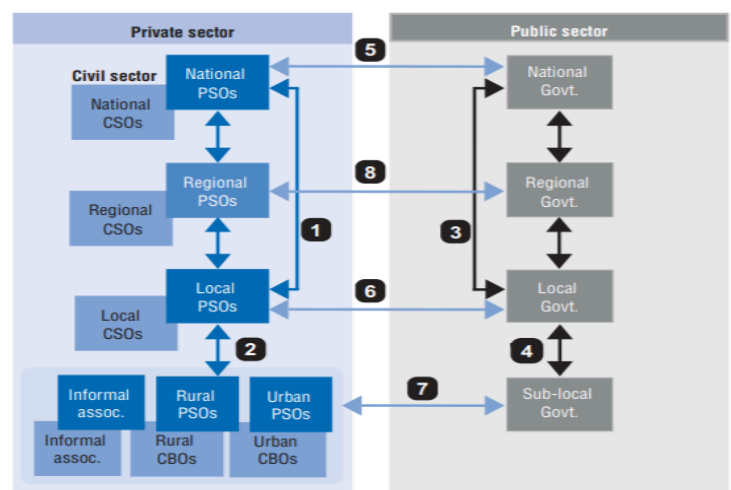 Private sector
Public sector
5
Civil sector
National
PSOs
National
Govt.
National
CSOs
8
Regional
PSOs
Regional
Govt.
Regional
CSOs
1
3
Local
PSOs
6
Local
Govt.
Local
CSOs
2
4
7
Informal
assoc.
Rural
PSOs
Urban
PSOs
Sub-local
Govt.
Informal
assoc.
Rural
CBOs
Urban
CBOs